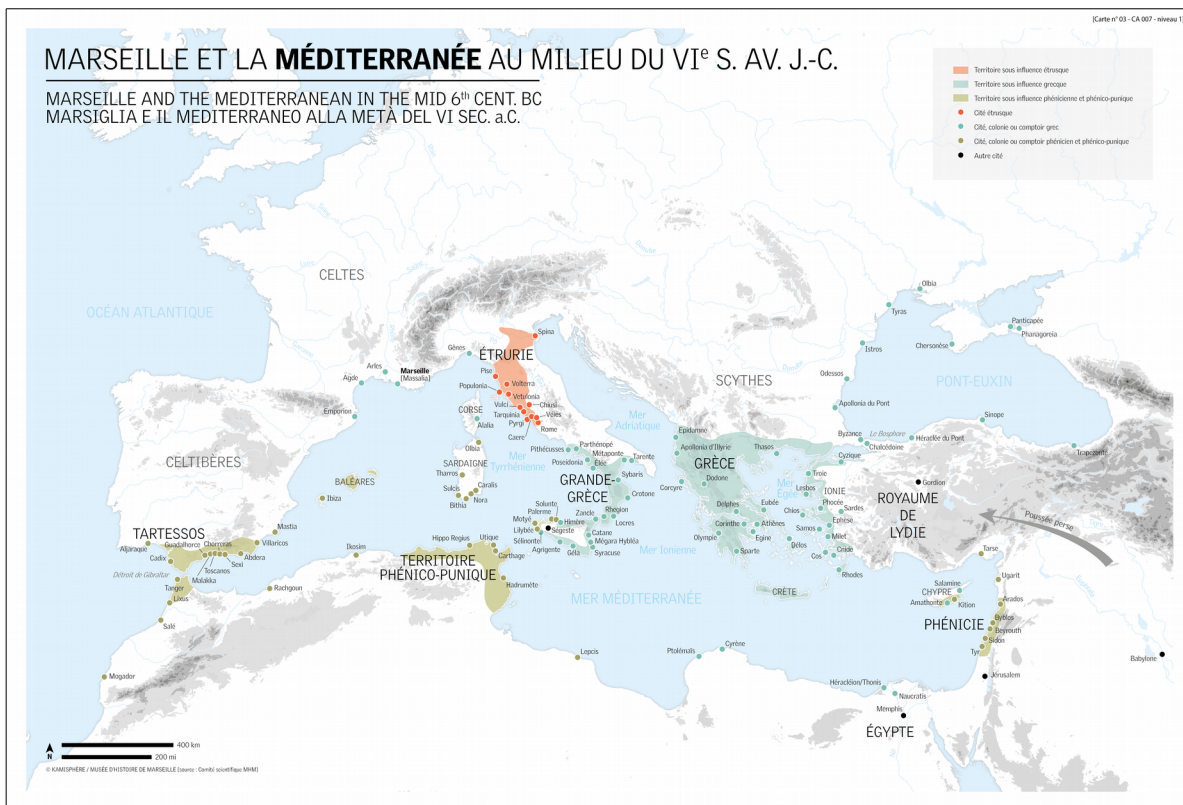 [Carte n° 03 - CA 007 - niveau 1]
MARSEILLE ET LA MÉDITERRANÉE AU MILIEU DU VIe S. AV. J.-C.
MARSEILLE AND THE MEDITERRANEAN IN THE MID 6th CENT. BC
MARSIGLIA E IL MEDITERRANEO ALLA METÀ DEL VI SEC. a.C.
Territoire sous influence étrusque
Territoire sous influence grecque
Territoire sous influence phénicienne et phénico-punique
Cité étrusque
Cité, colonie ou comptoir grec
Cité, colonie ou comptoir phénicien et phénico-punique
Autre cité
CELTES
OCÉAN ATLANTIQUE
Olbia
Tyras
Panticapée
Phanagoreia
Chersonèse
Istros
Spina
Gênes
ÉTRURIE
Arles
Marseille
(Massalia)
Agde
Pise
Volterra
Populonia
Vetulonia
SCYTHES
Odessos
PONT-EUXIN
Emporion
CORSE
Alalia
Vulci
Chiusi
Tarquinia
Véies
Pyrgi
Rome
Caere
Mer
Adriatique
Apollonia du Pont
Sinope
Le Bosphore
Byzance
Héraclée du Pont
Chalcédoine
Trapezonte
Epidamne
Apollonia d'Illyrie
Thasos
Cyzique
CELTIBÈRES
Olbia
SARDAIGNE
Tharros
Mer
Tyrrhénienne
Parthénopé
Pithécusses
Métaponte
Poseidonia
Tarente
Élée
Sybaris
GRÈCE
Troie
Dodone
Mer
Égée
Lesbos
IONIE
Gordion
BALÉARES
Ibiza
Sulcis
Caralis
Nora
Bithia
GRANDE-
GRÈCE
Crotone
Corcyre
Phocée
Sardes
ROYAUME
DE
LYDIE
Poussée perse
Solunte
Palerme
Motyé
Himère
Zancle
Rhégion
Locres
Delphes
Eubée
Chios
Ephèse
Corinthe
Athènes
Samos
Milet
TARTESSOS
Mastia
Villaricos
Guadalhorce
Chorreras
Aljaraque
Abdera
Sexi
Cadix
Toscanos
Malakka
Lilybée
Ségeste
Sélinonte
Catane
Mégara Hybléa
Agrigente
Géla
Syracuse
Mer Ionienne
Olympie
Egine
Délos
Cnide
Cos
Sparte
Rhodes
Hippo Regius
Utique
Ikosim
Carthage
TERRITOIRE
PHÉNICO-PUNIQUE
Hadrumète
Détroit de Gibraltar
Tanger
Rachgoun
Lixus
Salé
Mogador
CRÈTE
MER MÉDITERRANÉE
Tarse
Ugarit
Salamine
CHYPRE
Amathonte
Kition
Arados
PHÉNICIE
Byblos
Beyrouth
Sidon
Tyr
Lepcis
Ptolémaïs
Cyrène
Babylone
Jérusalem
Héracléion/Thonis
Naucratis
Memphis
ÉGYPTE
N
400 km
200 mi
© KAMISPHÈRE / MUSÉE D'HISTOIRE DE MARSEILLE [source : Comité scientifique MHM]